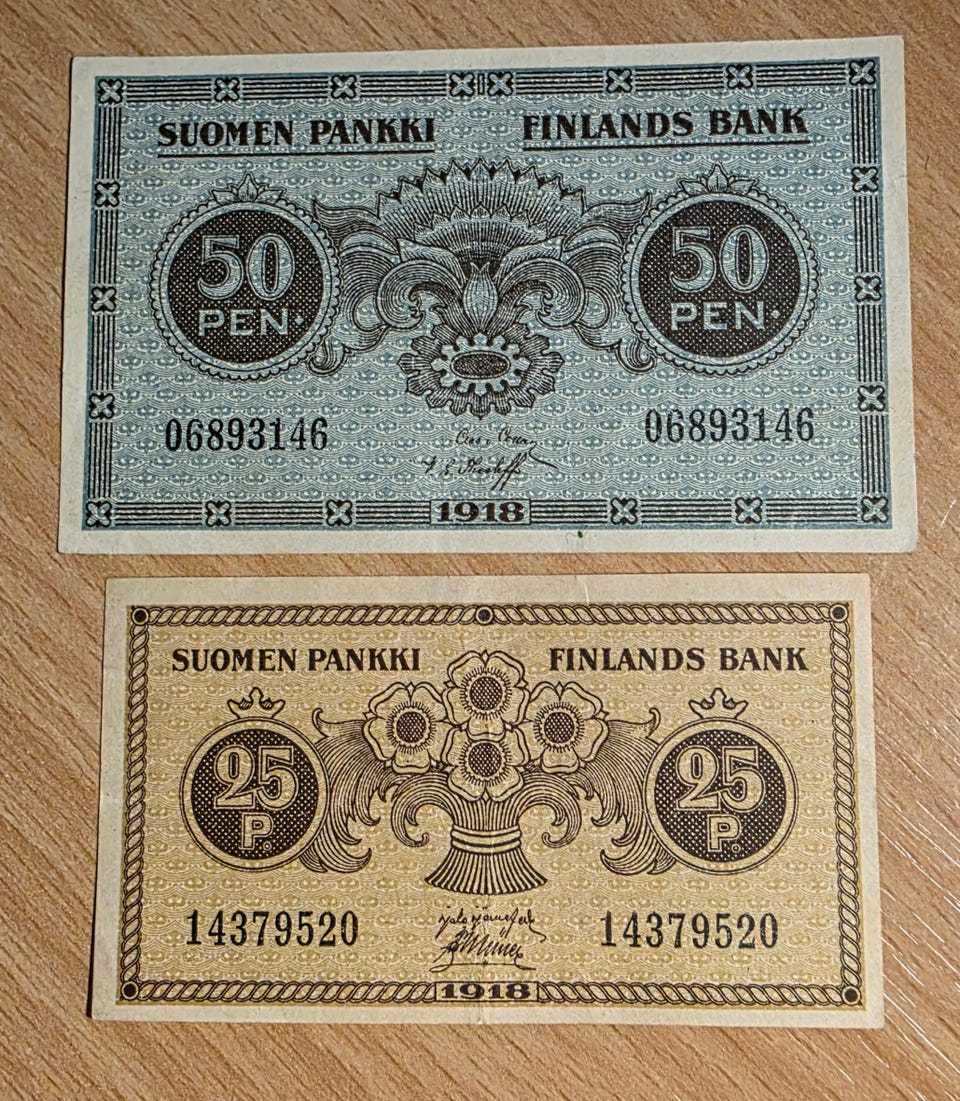 SUOMEN PANKKI FINLANDS BANK
50 PEN. 50 PEN.
06893146 06893146
1918
SUOMEN PANKKI FINLANDS BANK
25 P. 25 P.
14379520 14379520
1918